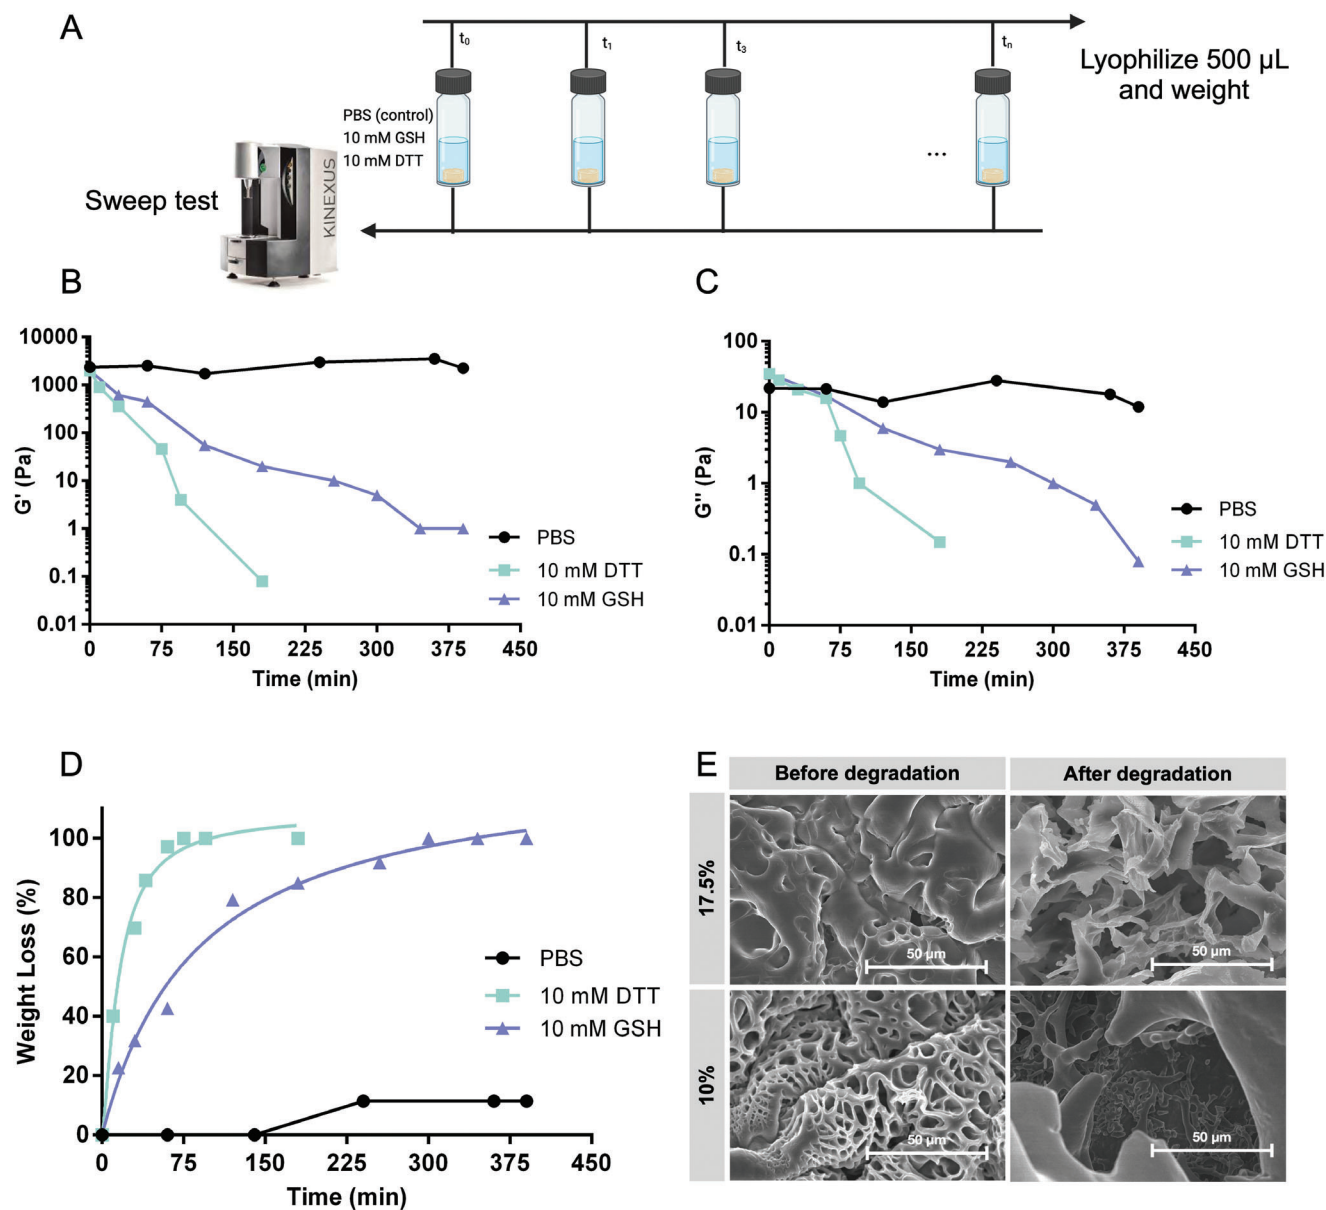 A
t0
t1
t3
tn
Lyophilize 500 µL
and weight
PBS (control)
10 mM GSH
10 mM DTT
...
Sweep test
KINEXUS
B
10000
1000
100
10
1
0.1
0.01
G' (Pa)
0 75 150 225 300 375 450
Time (min)
PBS
10 mM DTT
10 mM GSH
C
100
10
1
0.1
0.01
G'' (Pa)
0 75 150 225 300 375 450
Time (min)
PBS
10 mM DTT
10 mM GSH
D
100
80
60
40
20
0
Weight Loss (%)
0 75 150 225 300 375 450
Time (min)
PBS
10 mM DTT
10 mM GSH
E
Before degradation
After degradation
17.5%
50 µm
50 µm
10%
50 µm
50 µm